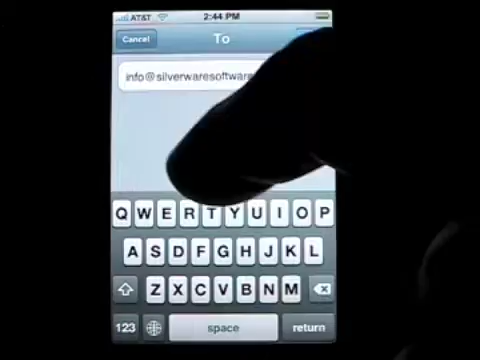 AT&T 2:44 PM
Cancel To
info@silverwaresoftware
Q W E R T Y U I O P
A S D F G H J K L
Z X C V B N M
123 space return